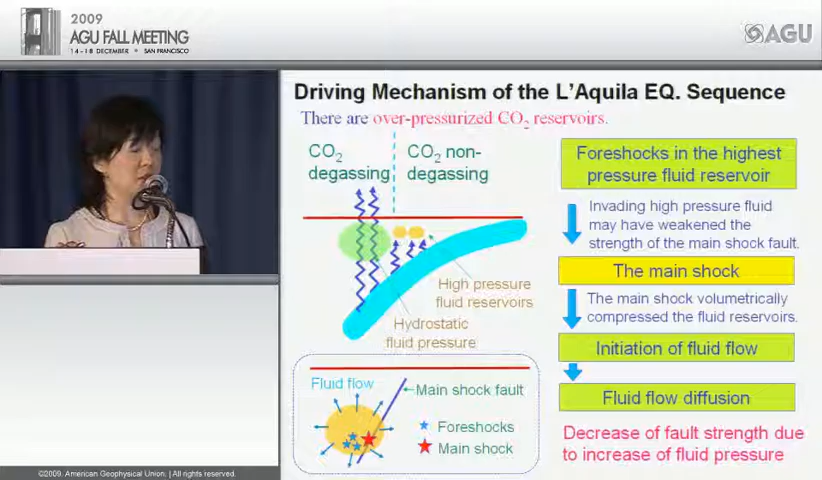 2009
AGU FALL MEETING
14 - 18 DECEMBER • SAN FRANCISCO
AGU
Driving Mechanism of the L'Aquila EQ. Sequence
There are over-pressurized CO2 reservoirs.
CO2
degassing
CO2 non-
degassing
High pressure
fluid reservoirs
Hydrostatic
fluid pressure
Fluid flow
Main shock fault
Foreshocks
Main shock
Foreshocks in the highest
pressure fluid reservoir
Invading high pressure fluid
may have weakened the
strength of the main shock fault.
The main shock
The main shock volumetrically
compressed the fluid reservoirs.
Initiation of fluid flow
Fluid flow diffusion
Decrease of fault strength due
to increase of fluid pressure
©2009. American Geophysical Union. | All rights reserved.